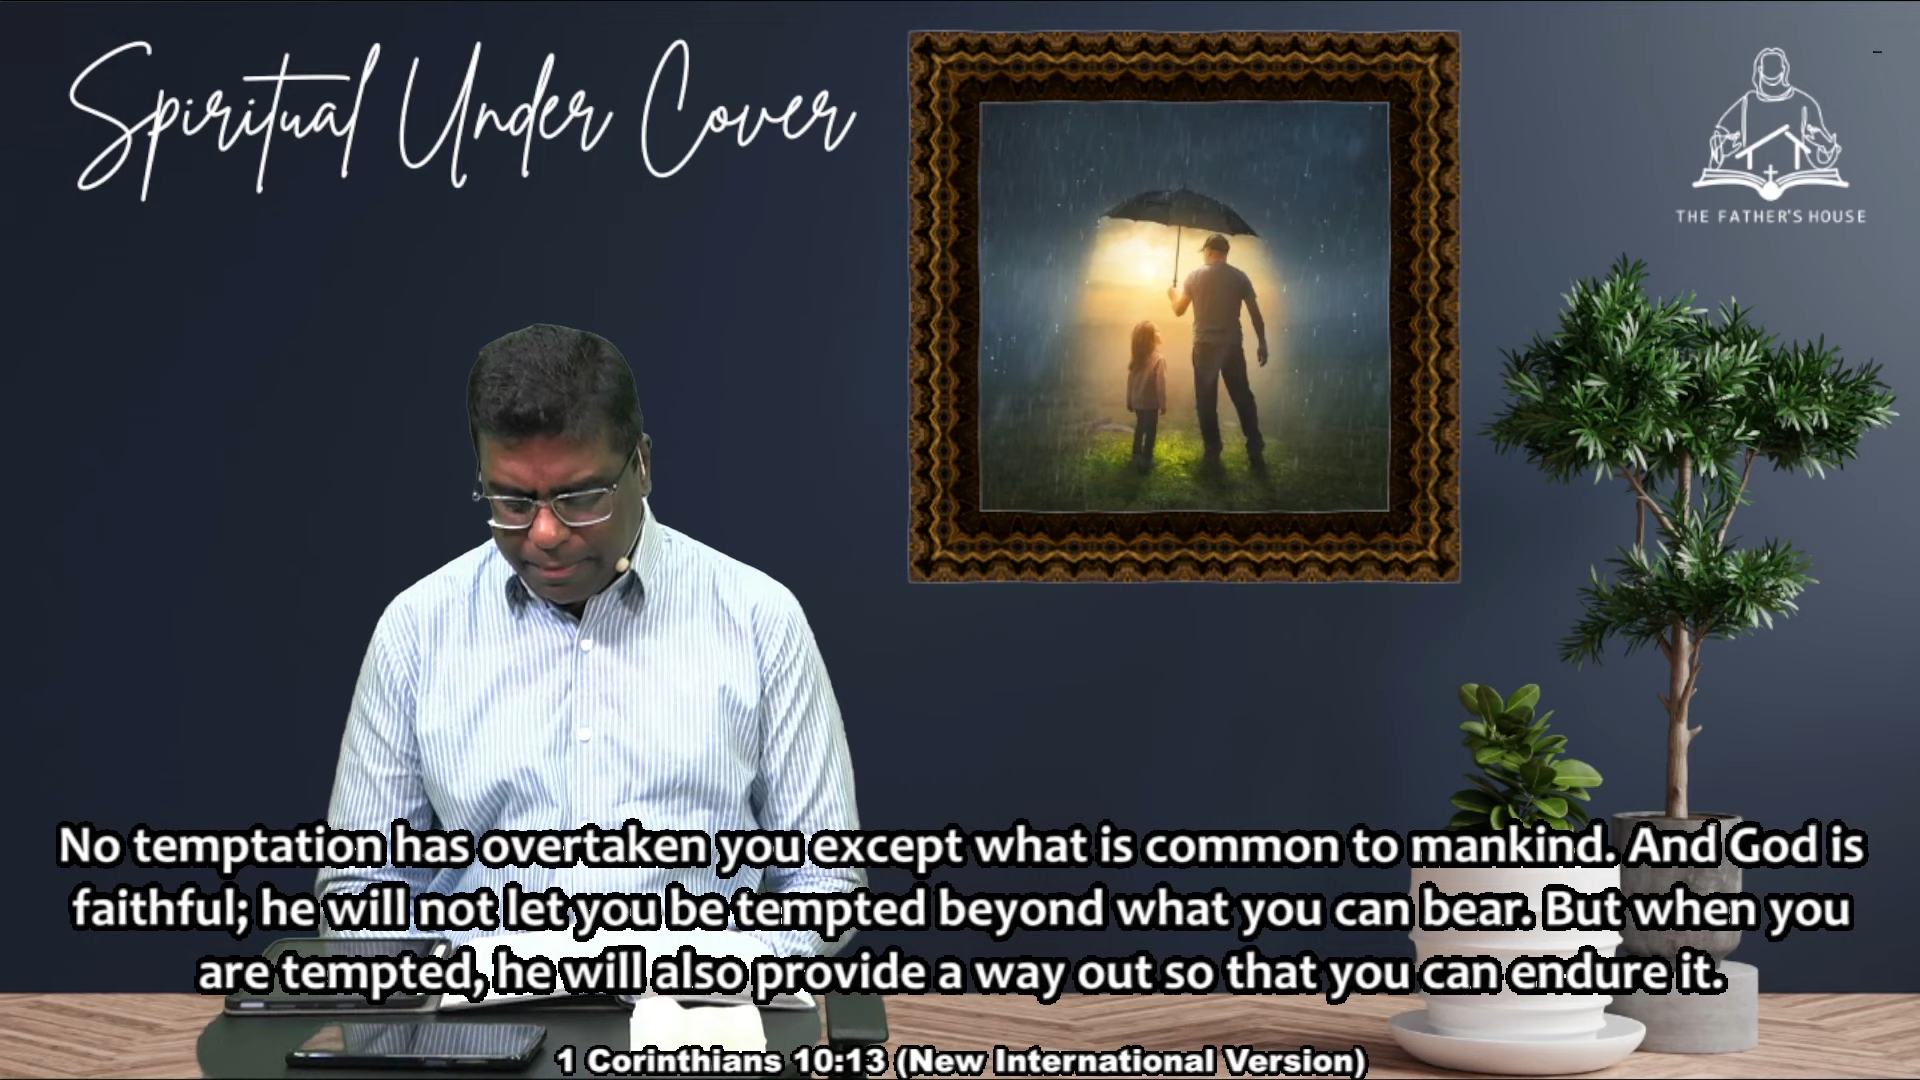 Spiritual Under Cover
THE FATHER'S HOUSE
No temptation has overtaken you except what is common to mankind. And God is
faithful; he will not let you be tempted beyond what you can bear. But when you
are tempted, he will also provide a way out so that you can endure it.
1 Corinthians 10:13 (New International Version)